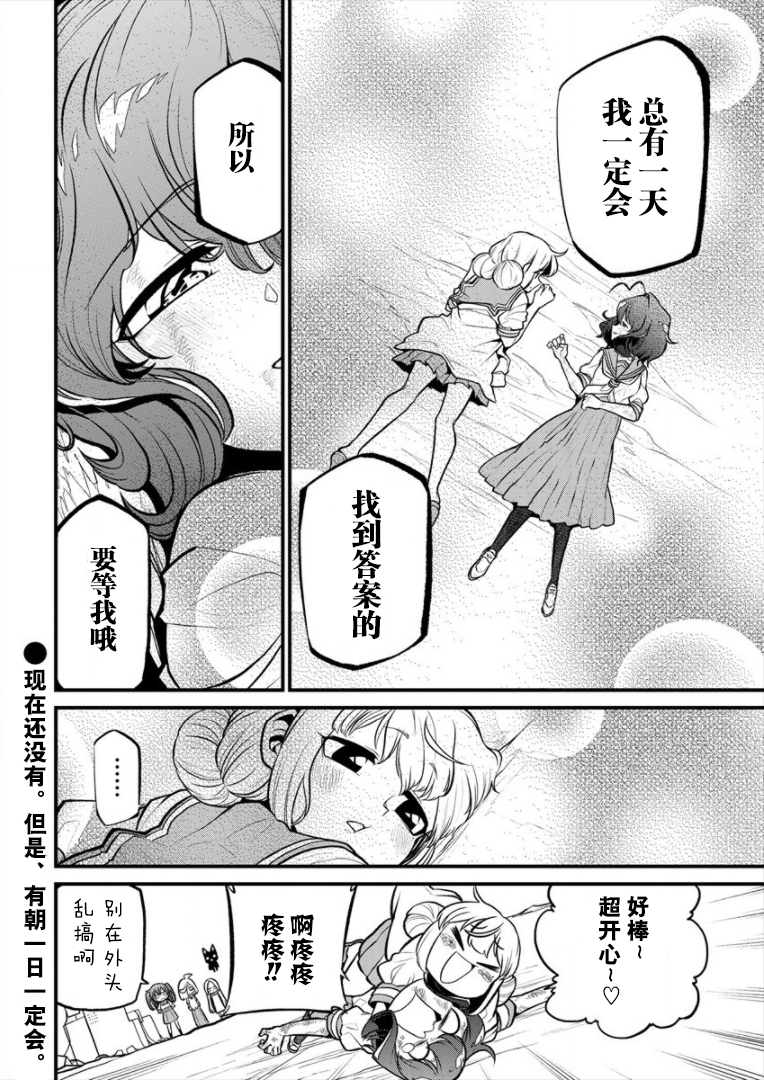 总有一天
我一定会
找到答案的
所以
要等我哦
……
好棒~
超开心~♡
啊疼疼
疼疼!!
别在外头
乱搞啊
●现在还没有。但是、有朝一日一定会。